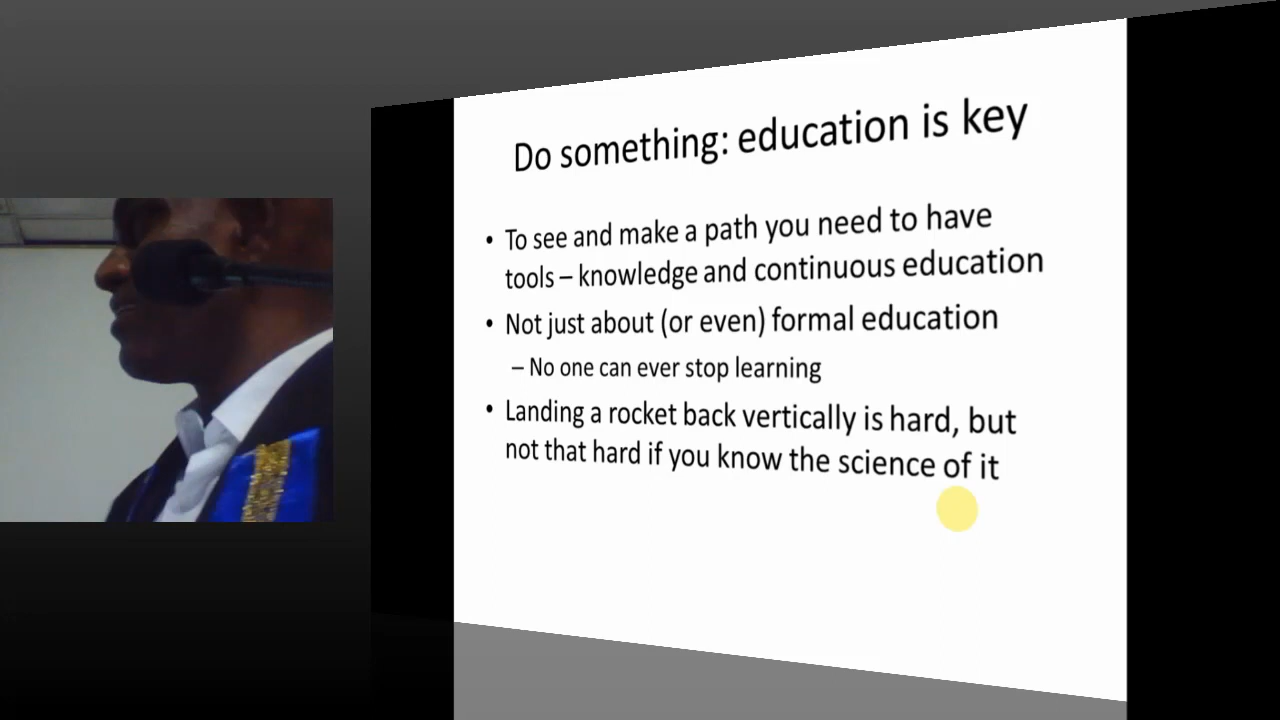 Do something: education is key
• To see and make a path you need to have
tools – knowledge and continuous education
• Not just about (or even) formal education
– No one can ever stop learning
• Landing a rocket back vertically is hard, but
not that hard if you know the science of it